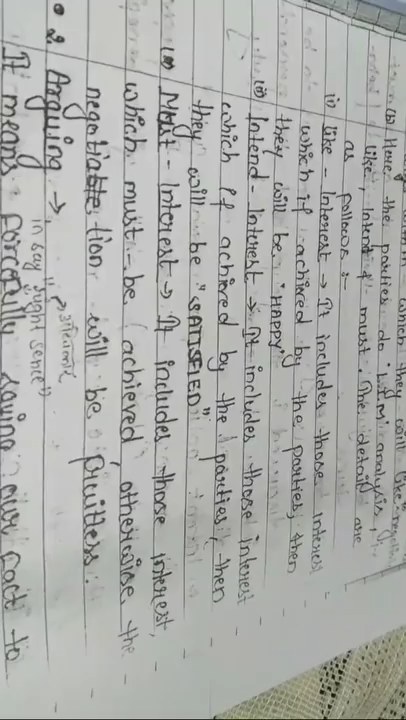 which they will like
(b) Here the parties do "LIM" analysis, i.e.
like, Intend & must. The detail are
as follows :-
i) like - Interest → It includes those interest
which if achieved by the parties, then
they will be "HAPPY"
(ii) Intend - Interest → It includes those interest
which if achieved by the parties, then
they will be "SATISFIED"
(iii) Must - Interest → It includes those interest,
which must be achieved, otherwise the
negotiation will be fruitless.
• 2. Arguing →
in say "right sense"
It means forcefully saying our fact to